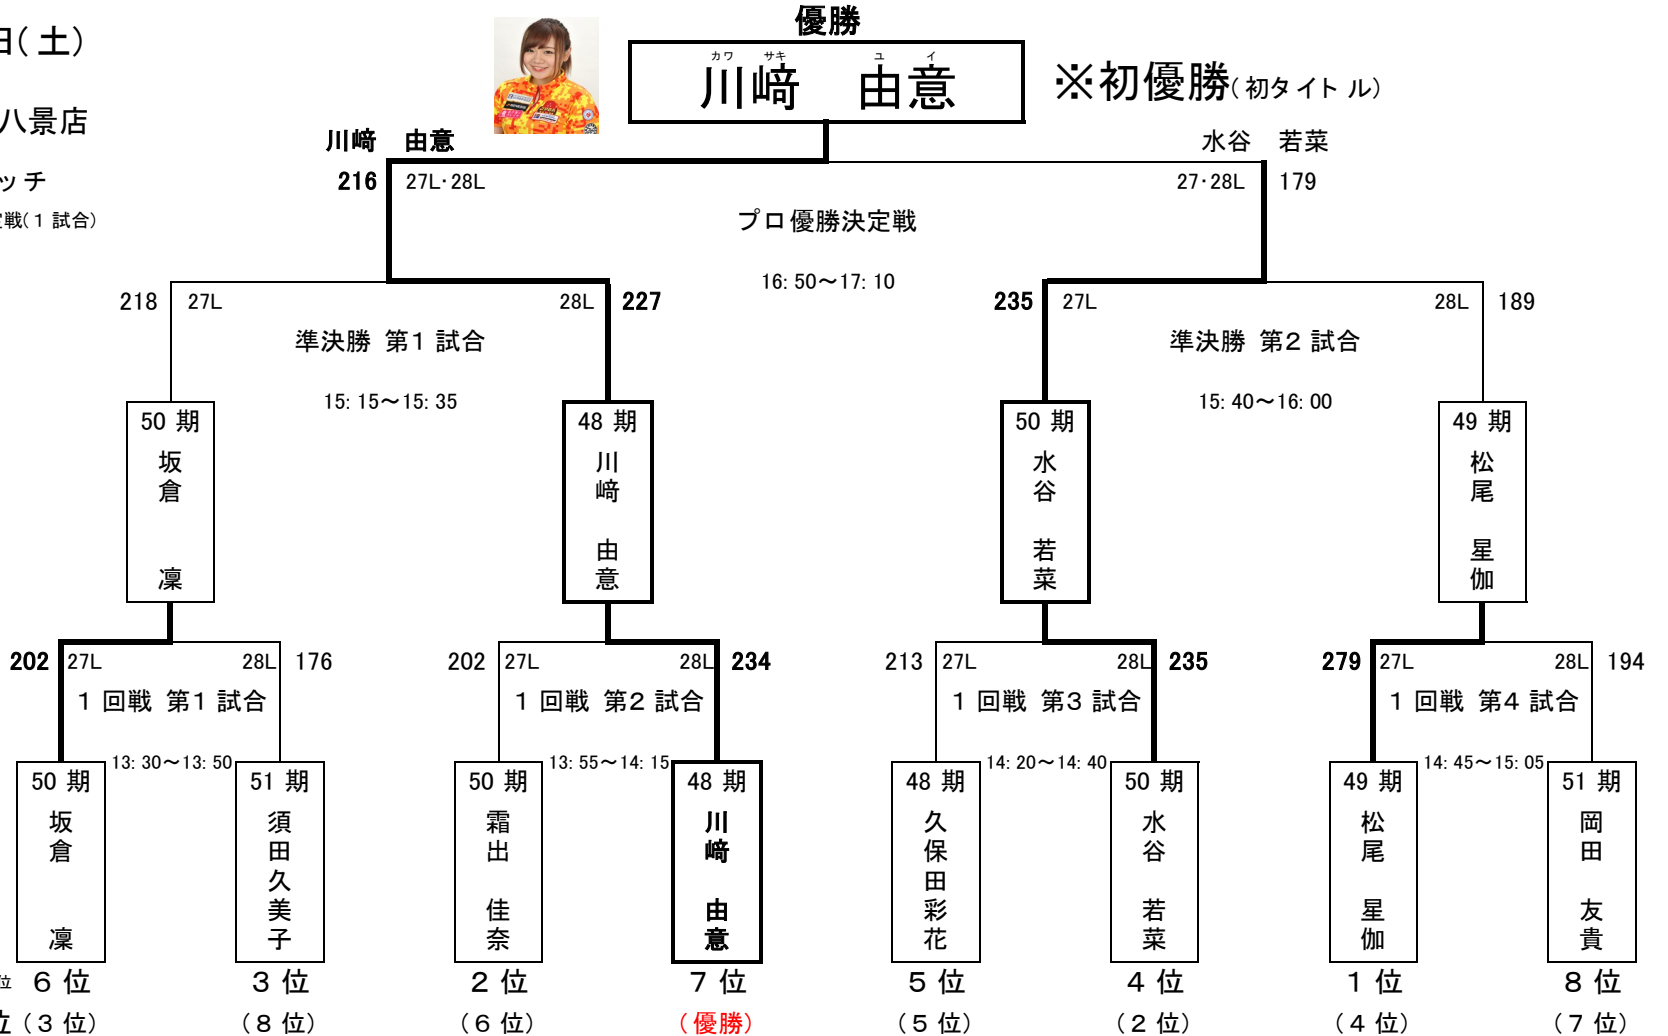 優勝
日(土)
カワ サキ ユ イ
川﨑 由意
※初優勝(初タイトル)
八景店
川﨑 由意
水谷 若菜
ッチ
216 27L・28L
27・28L 179
定戦(1試合)
プロ優勝決定戦
16:50～17:10
218 27L
28L 227
235 27L
28L 189
準決勝 第1試合
準決勝 第2試合
15:15～15:35
15:40～16:00
50期
坂倉 凜
48期
川﨑 由意
50期
水谷 若菜
49期
松尾 星伽
202 27L
28L 176
202 27L
28L 234
213 27L
28L 235
279 27L
28L 194
1回戦 第1試合
1回戦 第2試合
1回戦 第3試合
1回戦 第4試合
13:30～13:50
13:55～14:15
14:20～14:40
14:45～15:05
50期
坂倉 凜
51期
須田久美子
50期
霜出 佳奈
48期
川﨑 由意
48期
久保田彩花
50期
水谷 若菜
49期
松尾 星伽
51期
岡田 友貴
位 6位 3位 2位 7位 5位 4位 1位 8位
位 (3位) (8位) (6位) (優勝) (5位) (2位) (4位) (7位)